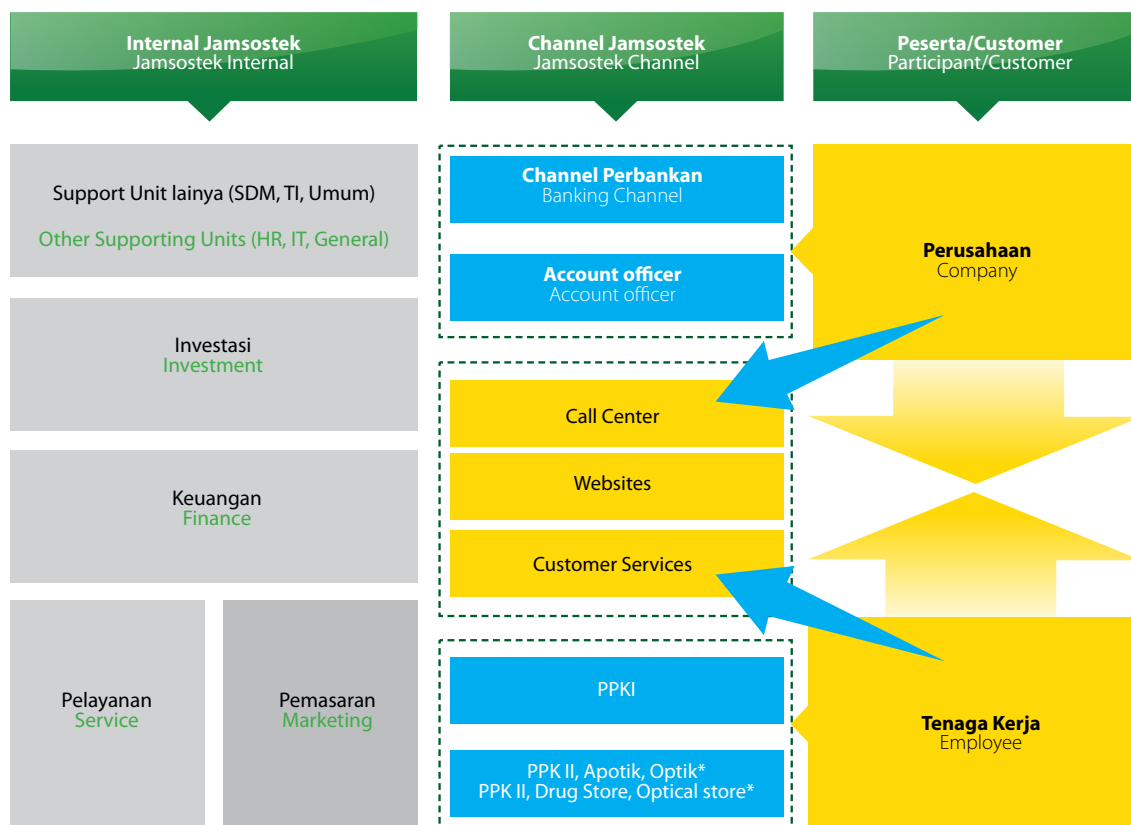 Internal Jamsostek
Jamsostek Internal
Channel Jamsostek
Jamsostek Channel
Peserta/Customer
Participant/Customer
Support Unit lainya (SDM, TI, Umum)
Other Supporting Units (HR, IT, General)
Investasi
Investment
Keuangan
Finance
Pelayanan
Service
Pemasaran
Marketing
Channel Perbankan
Banking Channel
Account officer
Account officer
Call Center
Websites
Customer Services
PPKI
PPK II, Apotik, Optik*
PPK II, Drug Store, Optical store*
Perusahaan
Company
Tenaga Kerja
Employee